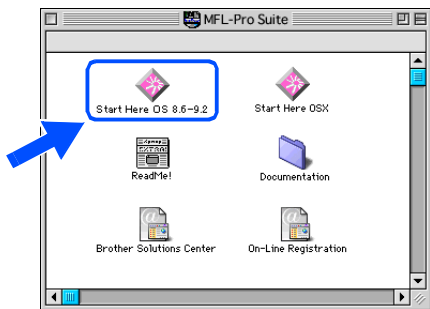 MFL-Pro Suite
Start Here OS 8.6-9.2
Start Here OSX
ReadMe!
Documentation
Brother Solutions Center
On-Line Registration